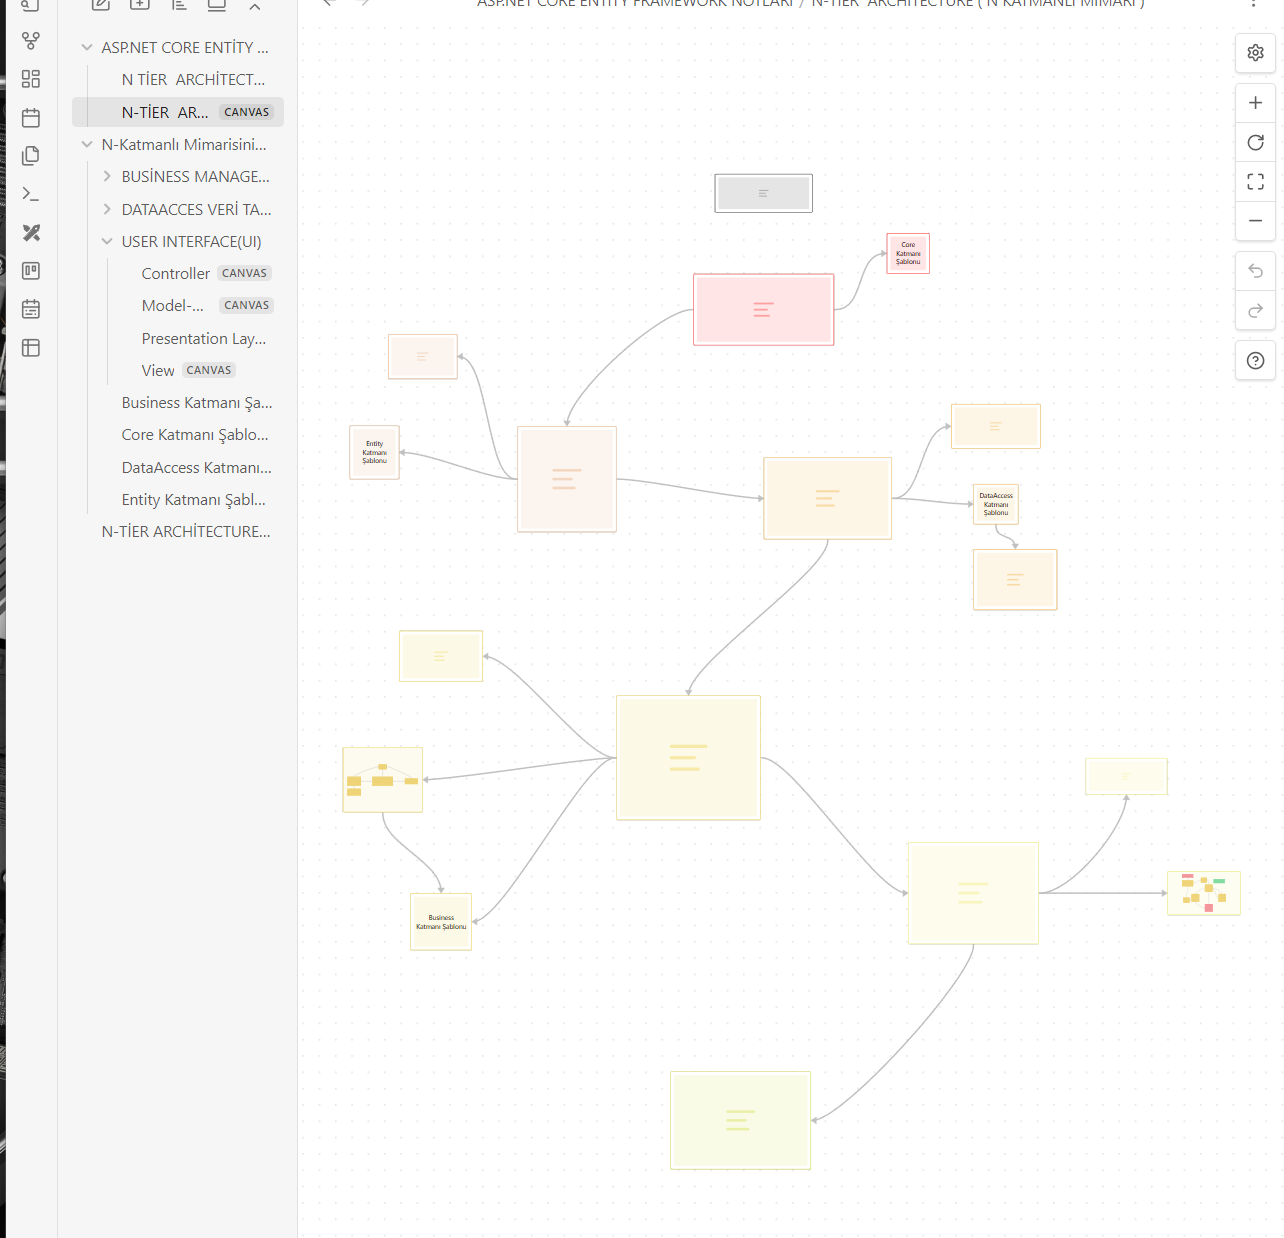 ASP.NET CORE ENTITY FRAMEWORK NOTLARI / N-TIER ARCHITECTURE ( N KATMANLI MİMARİ )
ASP.NET CORE ENTİTY ...
N TİER ARCHİTECT...
N-TİER AR... CANVAS
N-Katmanlı Mimarisini...
BUSİNESS MANAGE...
DATAACCES VERİ TA...
USER INTERFACE(UI)
Controller CANVAS
Model-... CANVAS
Presentation Lay...
View CANVAS
Business Katmanı Şa...
Core Katmanı Şablo...
DataAccess Katmanı...
Entity Katmanı Şabl...
N-TİER ARCHİTECTURE...
Core
Katmanı
Şablonu
Entity
Katmanı
Şablonu
DataAccess
Katmanı
Şablonu
Business
Katmanı Şablonu